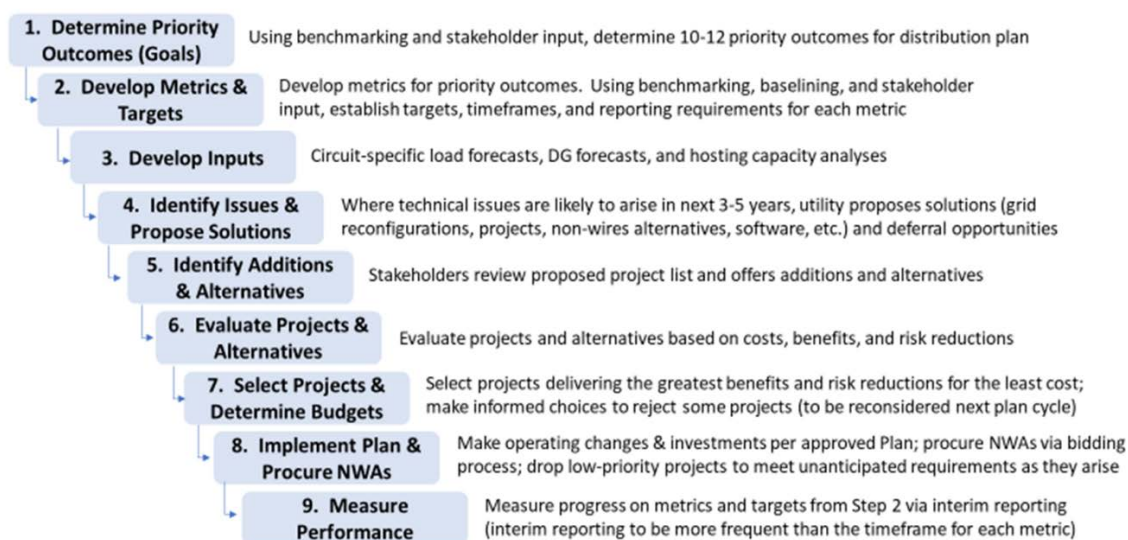 1. Determine Priority
Outcomes (Goals)
Using benchmarking and stakeholder input, determine 10-12 priority outcomes for distribution plan
2. Develop Metrics &
Targets
Develop metrics for priority outcomes. Using benchmarking, baselining, and stakeholder
input, establish targets, timeframes, and reporting requirements for each metric
3. Develop Inputs
Circuit-specific load forecasts, DG forecasts, and hosting capacity analyses
4. Identify Issues &
Propose Solutions
Where technical issues are likely to arise in next 3-5 years, utility proposes solutions (grid
reconfigurations, projects, non-wires alternatives, software, etc.) and deferral opportunities
5. Identify Additions
& Alternatives
Stakeholders review proposed project list and offers additions and alternatives
6. Evaluate Projects &
Alternatives
Evaluate projects and alternatives based on costs, benefits, and risk reductions
7. Select Projects &
Determine Budgets
Select projects delivering the greatest benefits and risk reductions for the least cost;
make informed choices to reject some projects (to be reconsidered next plan cycle)
8. Implement Plan &
Procure NWAs
Make operating changes & investments per approved Plan; procure NWAs via bidding
process; drop low-priority projects to meet unanticipated requirements as they arise
9. Measure
Performance
Measure progress on metrics and targets from Step 2 via interim reporting
(interim reporting to be more frequent than the timeframe for each metric)